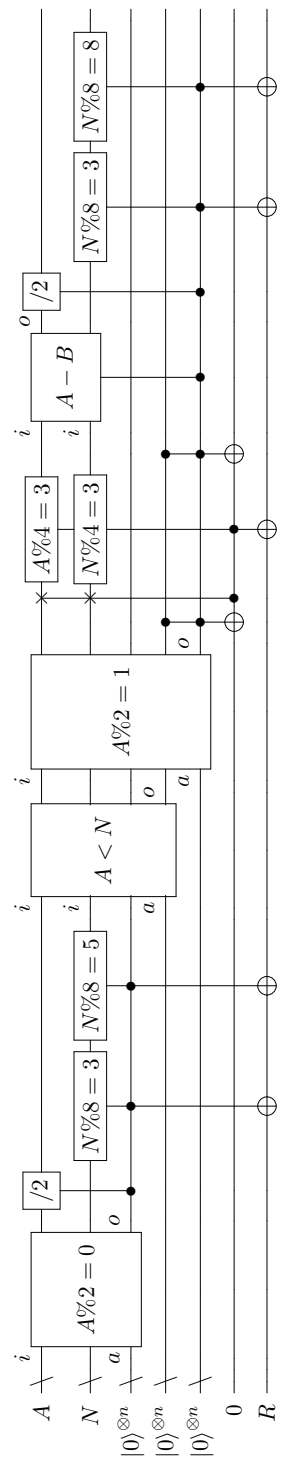 i i i i o
A /2 A%4 = 3 /2
A%2 = 0 A < N A%2 = 1 A − B
i i
N N%8 = 3 N%8 = 5 N%4 = 3 N%8 = 3 N%8 = 8
a o
|0⟩⊗n
a o
|0⟩⊗n
a o
|0⟩⊗n
0
R